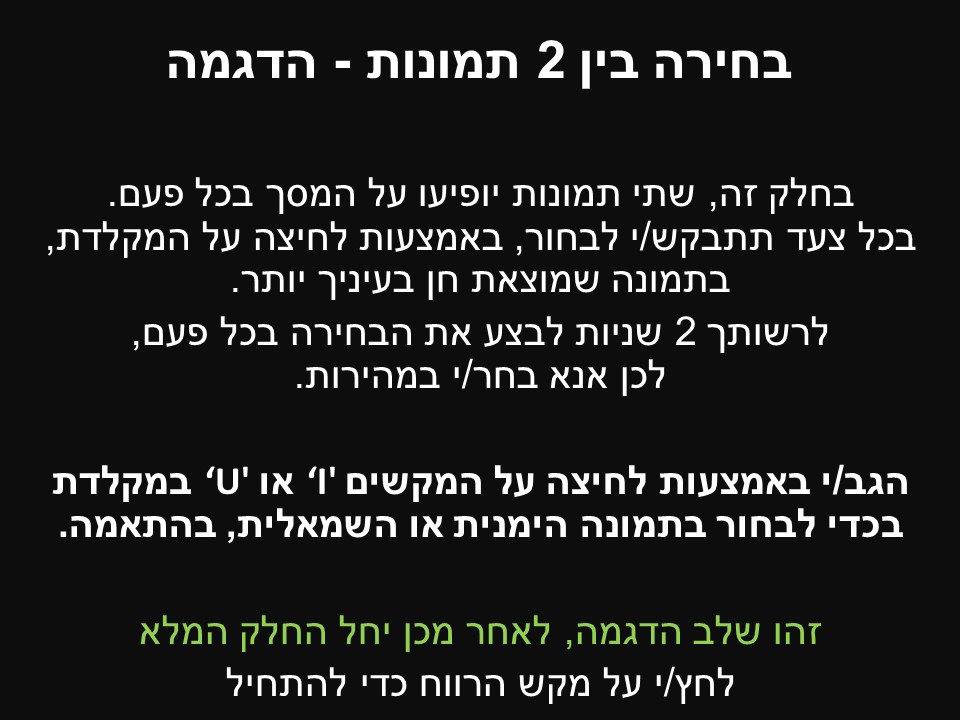 בחירה בין 2 תמונות - הדגמה
בחלק זה, שתי תמונות יופיעו על המסך בכל פעם.
בכל צעד תתבקש/י לבחור, באמצעות לחיצה על המקלדת,
בתמונה שמוצאת חן בעיניך יותר.
לרשותך 2 שניות לבצע את הבחירה בכל פעם,
לכן אנא בחר/י במהירות.
הגב/י באמצעות לחיצה על המקשים 'I‘ או 'U‘ במקלדת
בכדי לבחור בתמונה הימנית או השמאלית, בהתאמה.
זהו שלב הדגמה, לאחר מכן יחל החלק המלא
לחץ/י על מקש הרווח כדי להתחיל